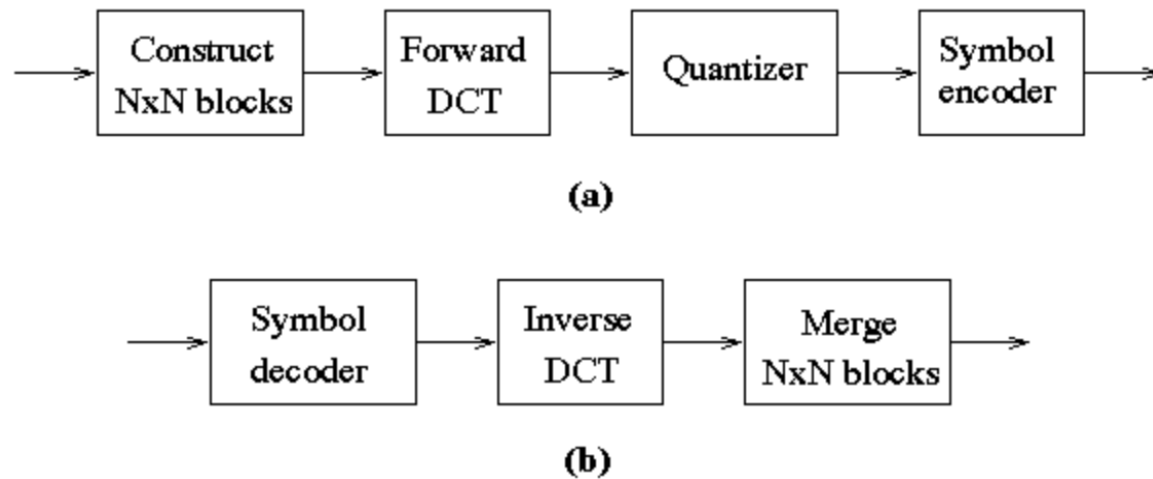 Construct
NxN blocks
Forward
DCT
Quantizer
Symbol
encoder
(a)
Symbol
decoder
Inverse
DCT
Merge
NxN blocks
(b)